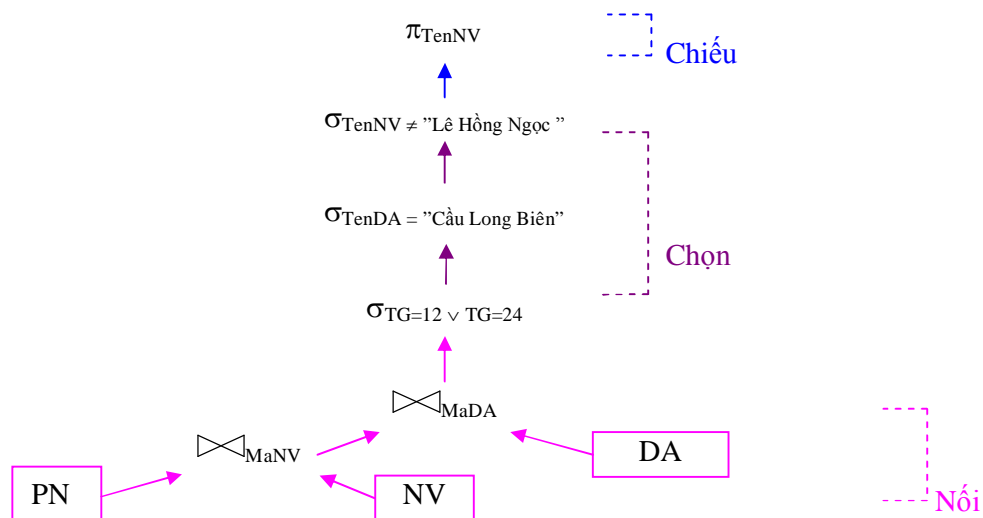 πTenNV
Chiếu
σTenNV ≠ ”Lê Hồng Ngọc ”
σTenDA = ”Cầu Long Biên”
Chọn
σTG=12 ∨ TG=24
⋈MaDA
⋈MaNV
DA
PN
NV
Nối